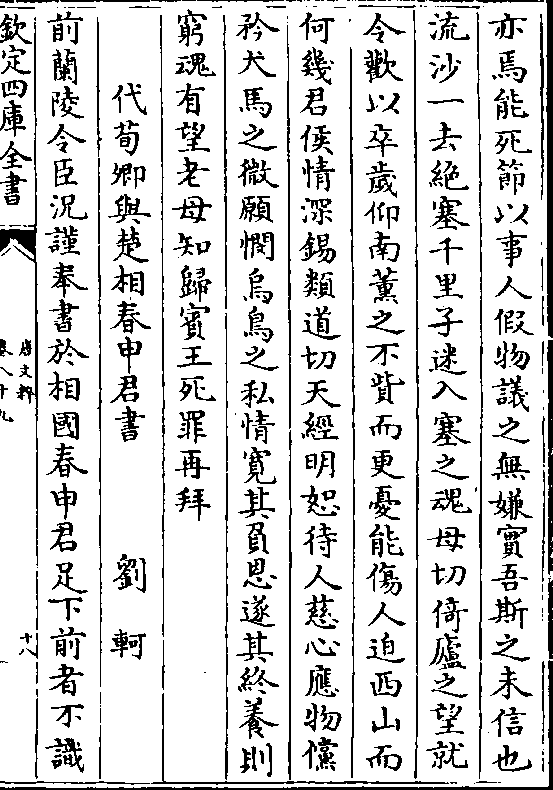 亦焉能死節以事人假物議之無嫌實吾斯之未信也
流沙一去絶塞千里子迷入塞之魂母切倚廬之望就
令歡以卒歲仰南薫之不貲而更憂能傷人迫西山而
何幾君侯情深錫類道切天經明恕待人慈心應物儻
矜犬馬之微願憫烏鳥之私情寛其負恩遂其終養則
窮魂有望老母知歸賓王死罪再拜
代荀卿與楚相春申君書 劉軻
前蘭陵令臣況謹奉書於相國春申君足下前者不識
欽定四庫全書
唐文粹
卷八十九
十八